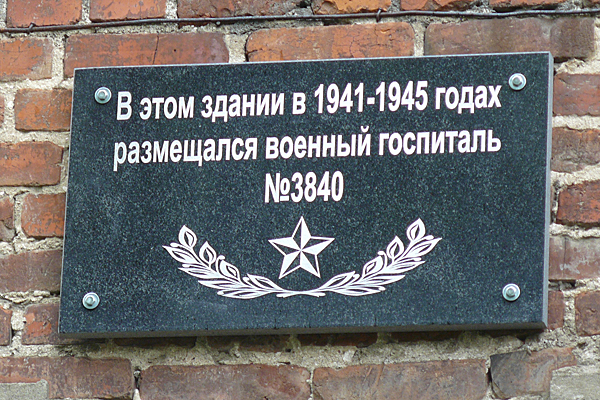 В этом здании в 1941-1945 годах
размещался военный госпиталь
№3840